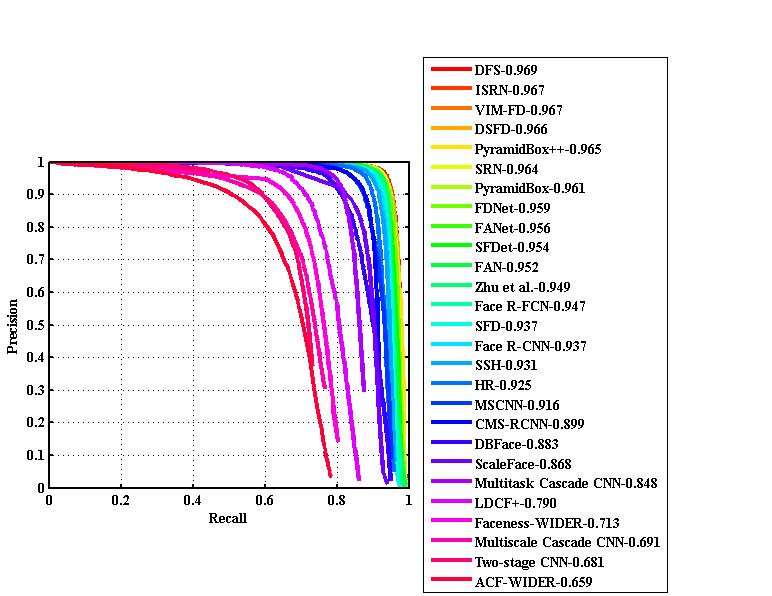 DFS-0.969
ISRN-0.967
VIM-FD-0.967
DSFD-0.966
PyramidBox++-0.965
SRN-0.964
PyramidBox-0.961
FDNet-0.959
FANet-0.956
SFDet-0.954
FAN-0.952
Zhu et al.-0.949
Face R-FCN-0.947
SFD-0.937
Face R-CNN-0.937
SSH-0.931
HR-0.925
MSCNN-0.916
CMS-RCNN-0.899
DBFace-0.883
ScaleFace-0.868
Multitask Cascade CNN-0.848
LDCF+-0.790
Faceness-WIDER-0.713
Multiscale Cascade CNN-0.691
Two-stage CNN-0.681
ACF-WIDER-0.659
Precision
1
0.9
0.8
0.7
0.6
0.5
0.4
0.3
0.2
0.1
0
0 0.2 0.4 0.6 0.8 1
Recall